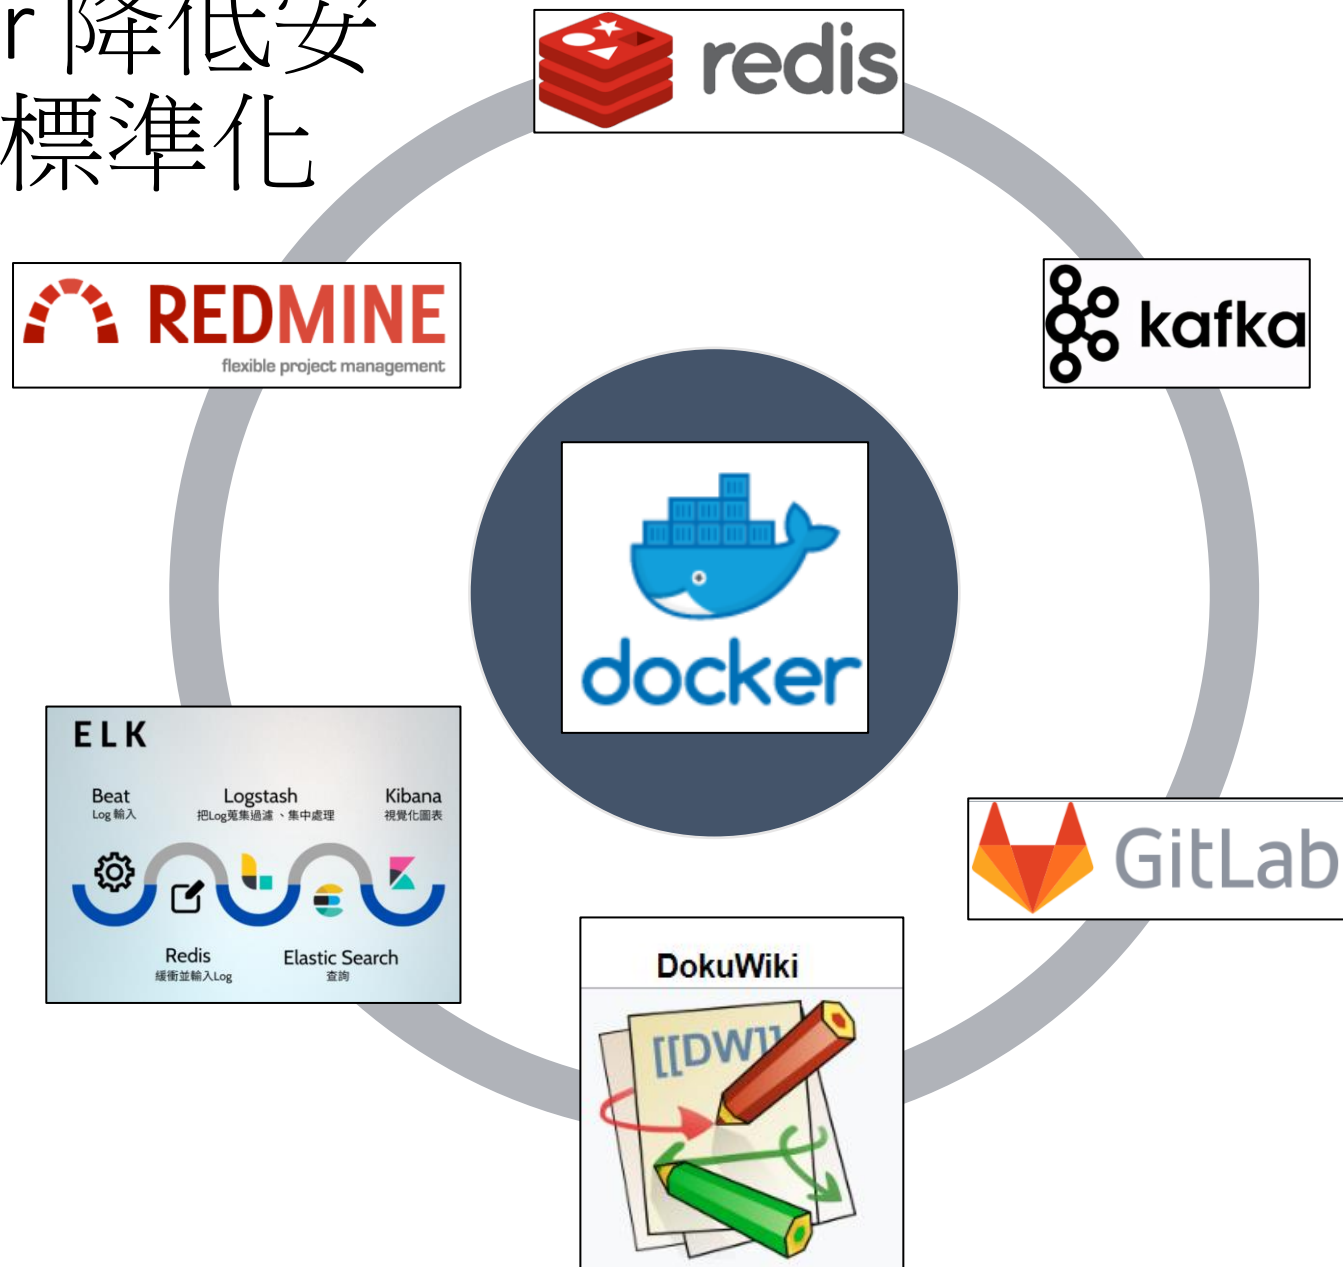 r 降低安
標準化
redis
REDMINE
flexible project management
kafka
docker
ELK
Beat
Log 輸入
Logstash
把Log蒐集過濾、集中處理
Kibana
視覺化圖表
Redis
緩衝並輸入Log
Elastic Search
查詢
GitLab
DokuWiki
[[DW]]